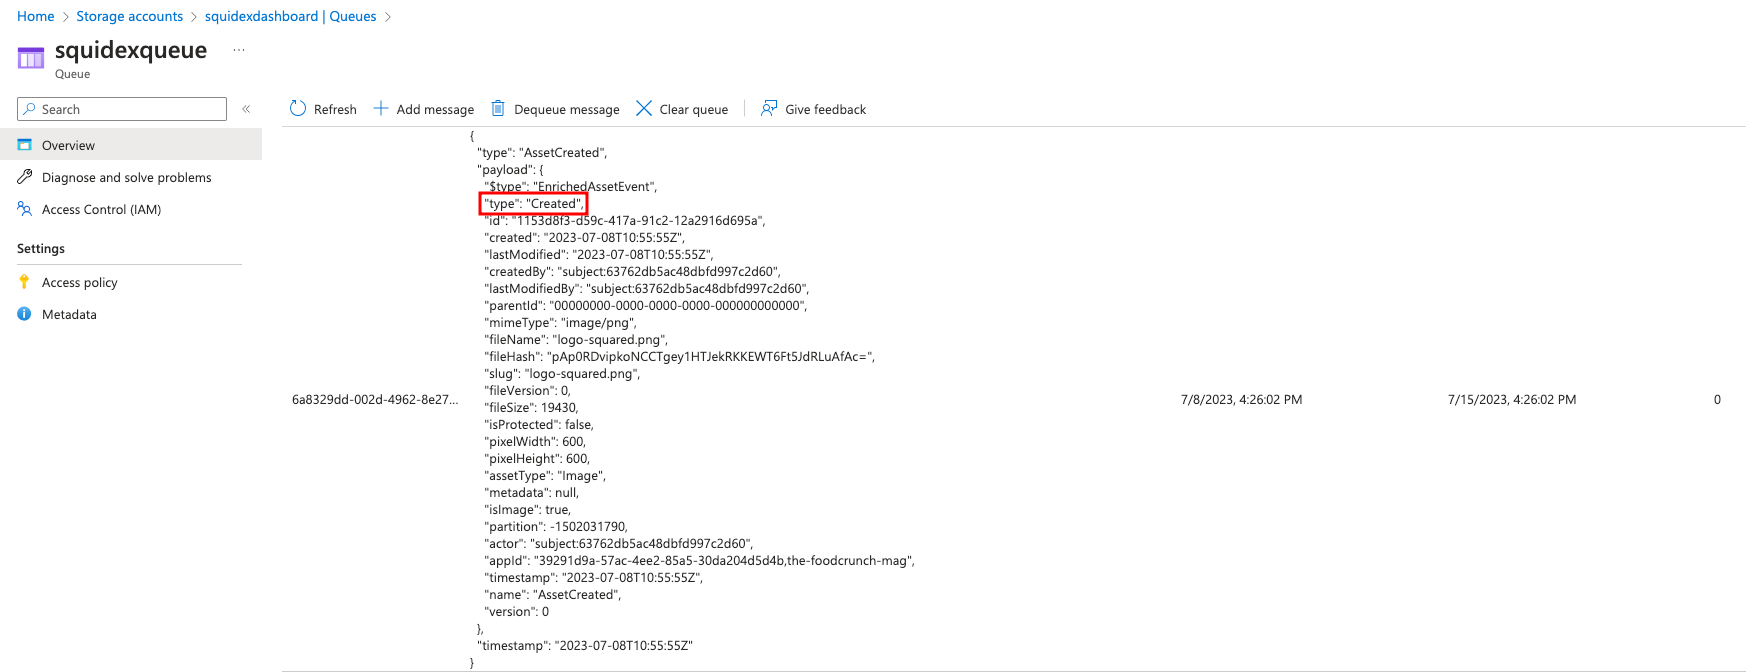 Home > Storage accounts > squidexdashboard | Queues >
squidexqueue ...
Queue
Search «
Refresh Add message Dequeue message Clear queue Give feedback
Overview
Diagnose and solve problems
Access Control (IAM)
Settings
Access policy
Metadata
{
"type": "AssetCreated",
"payload": {
"$type": "EnrichedAssetEvent",
"type": "Created",
"id": "1153d8f3-d59c-417a-91c2-12a2916d695a",
"created": "2023-07-08T10:55:55Z",
"lastModified": "2023-07-08T10:55:55Z",
"createdBy": "subject:63762db5ac48dbfd997c2d60",
"lastModifiedBy": "subject:63762db5ac48dbfd997c2d60",
"parentId": "00000000-0000-0000-0000-000000000000",
"mimeType": "image/png",
"fileName": "logo-squared.png",
"fileHash": "pAp0RDvipkoNCCTgey1HTJekRKKEWT6Ft5JdRLuAfAc=",
"slug": "logo-squared.png",
"fileVersion": 0,
6a8329dd-002d-4962-8e27... 7/8/2023, 4:26:02 PM 7/15/2023, 4:26:02 PM 0
"fileSize": 19430,
"isProtected": false,
"pixelWidth": 600,
"pixelHeight": 600,
"assetType": "Image",
"metadata": null,
"isImage": true,
"partition": -1502031790,
"actor": "subject:63762db5ac48dbfd997c2d60",
"appId": "39291d9a-57ac-4ee2-85a5-30da204d5d4b,the-foodcrunch-mag",
"timestamp": "2023-07-08T10:55:55Z",
"name": "AssetCreated",
"version": 0
},
"timestamp": "2023-07-08T10:55:55Z"
}